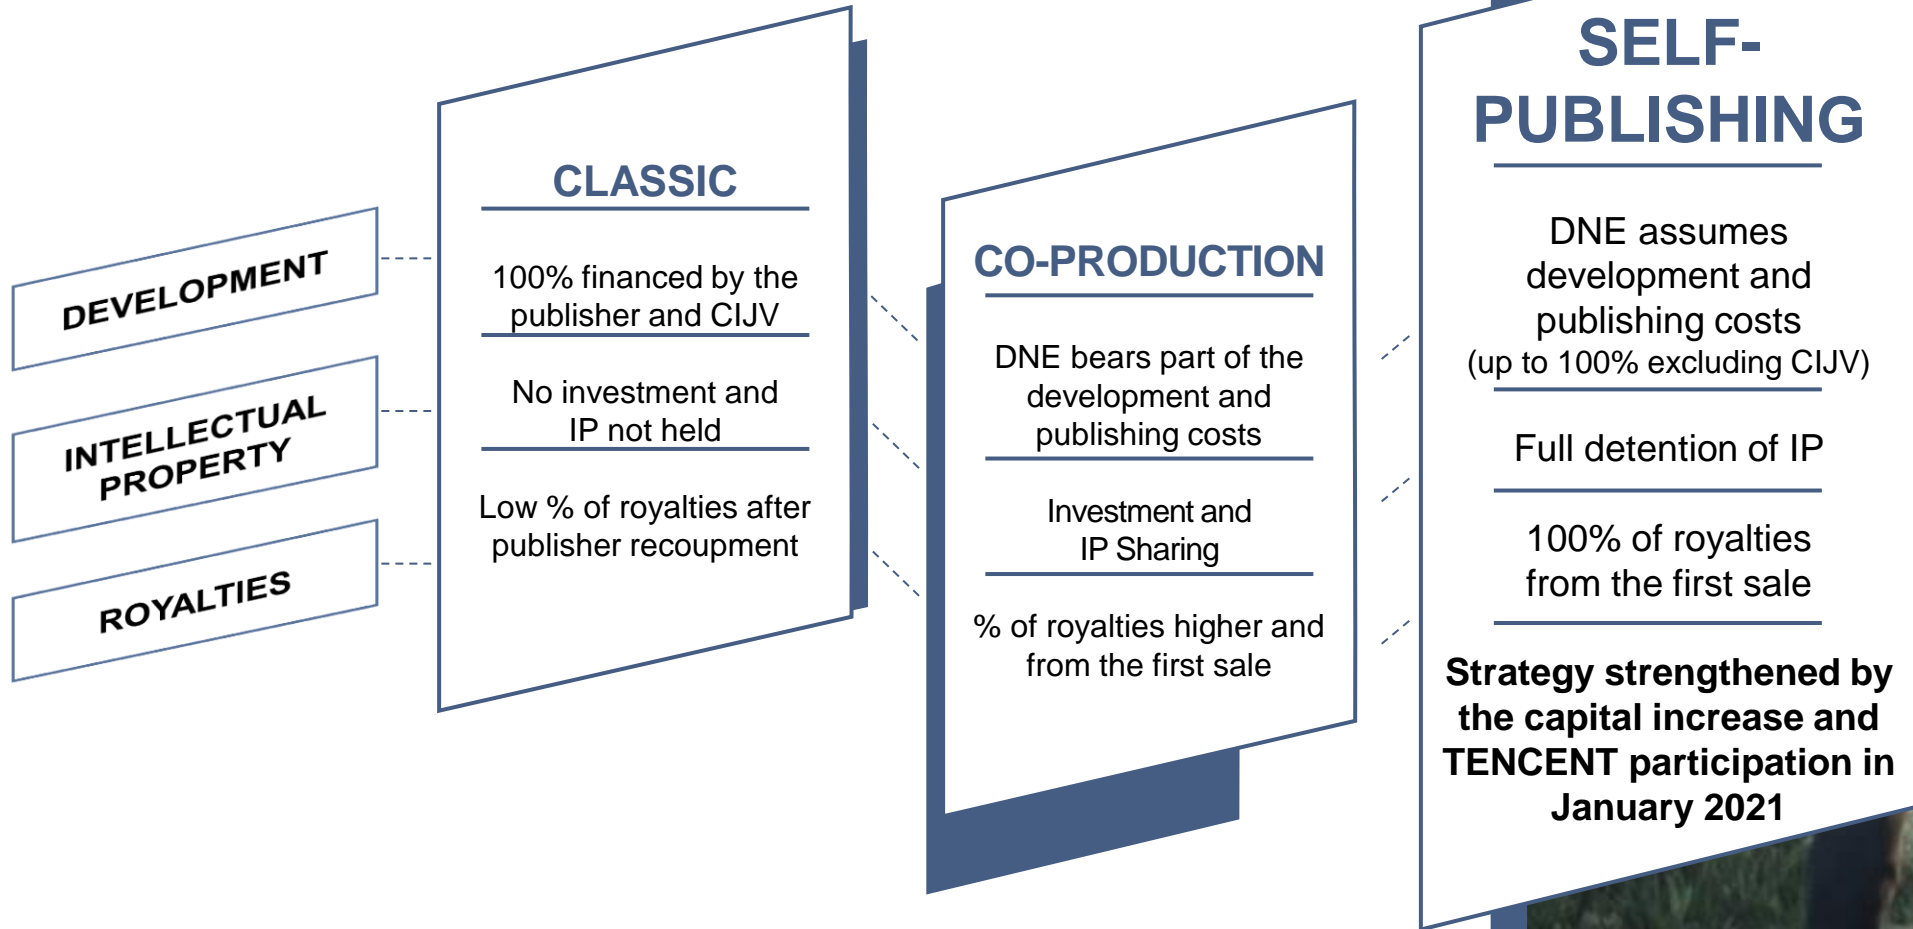 DEVELOPMENT
INTELLECTUAL
PROPERTY
ROYALTIES
CLASSIC
100% financed by the
publisher and CIJV
No investment and
IP not held
Low % of royalties after
publisher recoupment
CO-PRODUCTION
DNE bears part of the
development and
publishing costs
Investment and
IP Sharing
% of royalties higher and
from the first sale
SELF-
PUBLISHING
DNE assumes
development and
publishing costs
(up to 100% excluding CIJV)
Full detention of IP
100% of royalties
from the first sale
Strategy strengthened by
the capital increase and
TENCENT participation in
January 2021